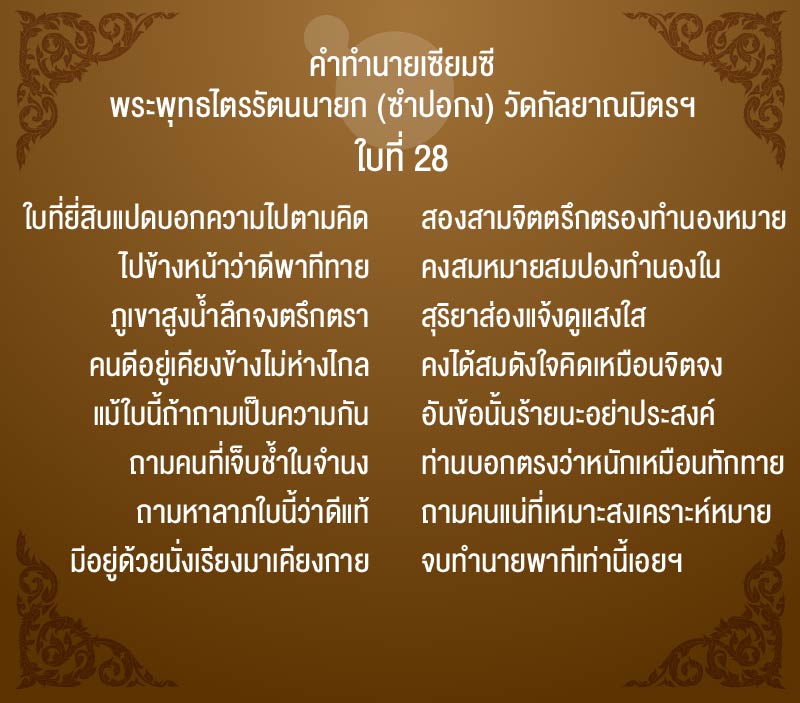 คำทำนายเซียมซี
พระพุทธไตรรัตนนายก (ซำปอกง) วัดกัลยาณมิตรฯ
ใบที่ 28
ใบที่ยี่สิบแปดบอกความไปตามคิด สองสามจิตตรึกตรองทำนองหมาย
ไปข้างหน้าว่าดีพาทีทาย คงสมหมายสมปองทำนองใน
ภูเขาสูงน้ำลึกจงตรึกตรา สุริยาส่องแจ้งดูแสงใส
คนดีอยู่เคียงข้างไม่ห่างไกล คงได้สมดังใจคิดเหมือนจิตจง
แม้ใบนี้ถ้าถามเป็นความกัน อันข้อนั้นร้ายนะอย่าประสงค์
ถามคนที่เจ็บช้ำในจำนง ท่านบอกตรงว่าหนักเหมือนทักทาย
ถามหาลาภใบนี้ว่าดีแท้ ถามคนแน่ที่เหมาะสงเคราะห์หมาย
มีอยู่ด้วยนั่งเรียงมาเคียงกาย จบทำนายพาทีเท่านี้เอยฯ